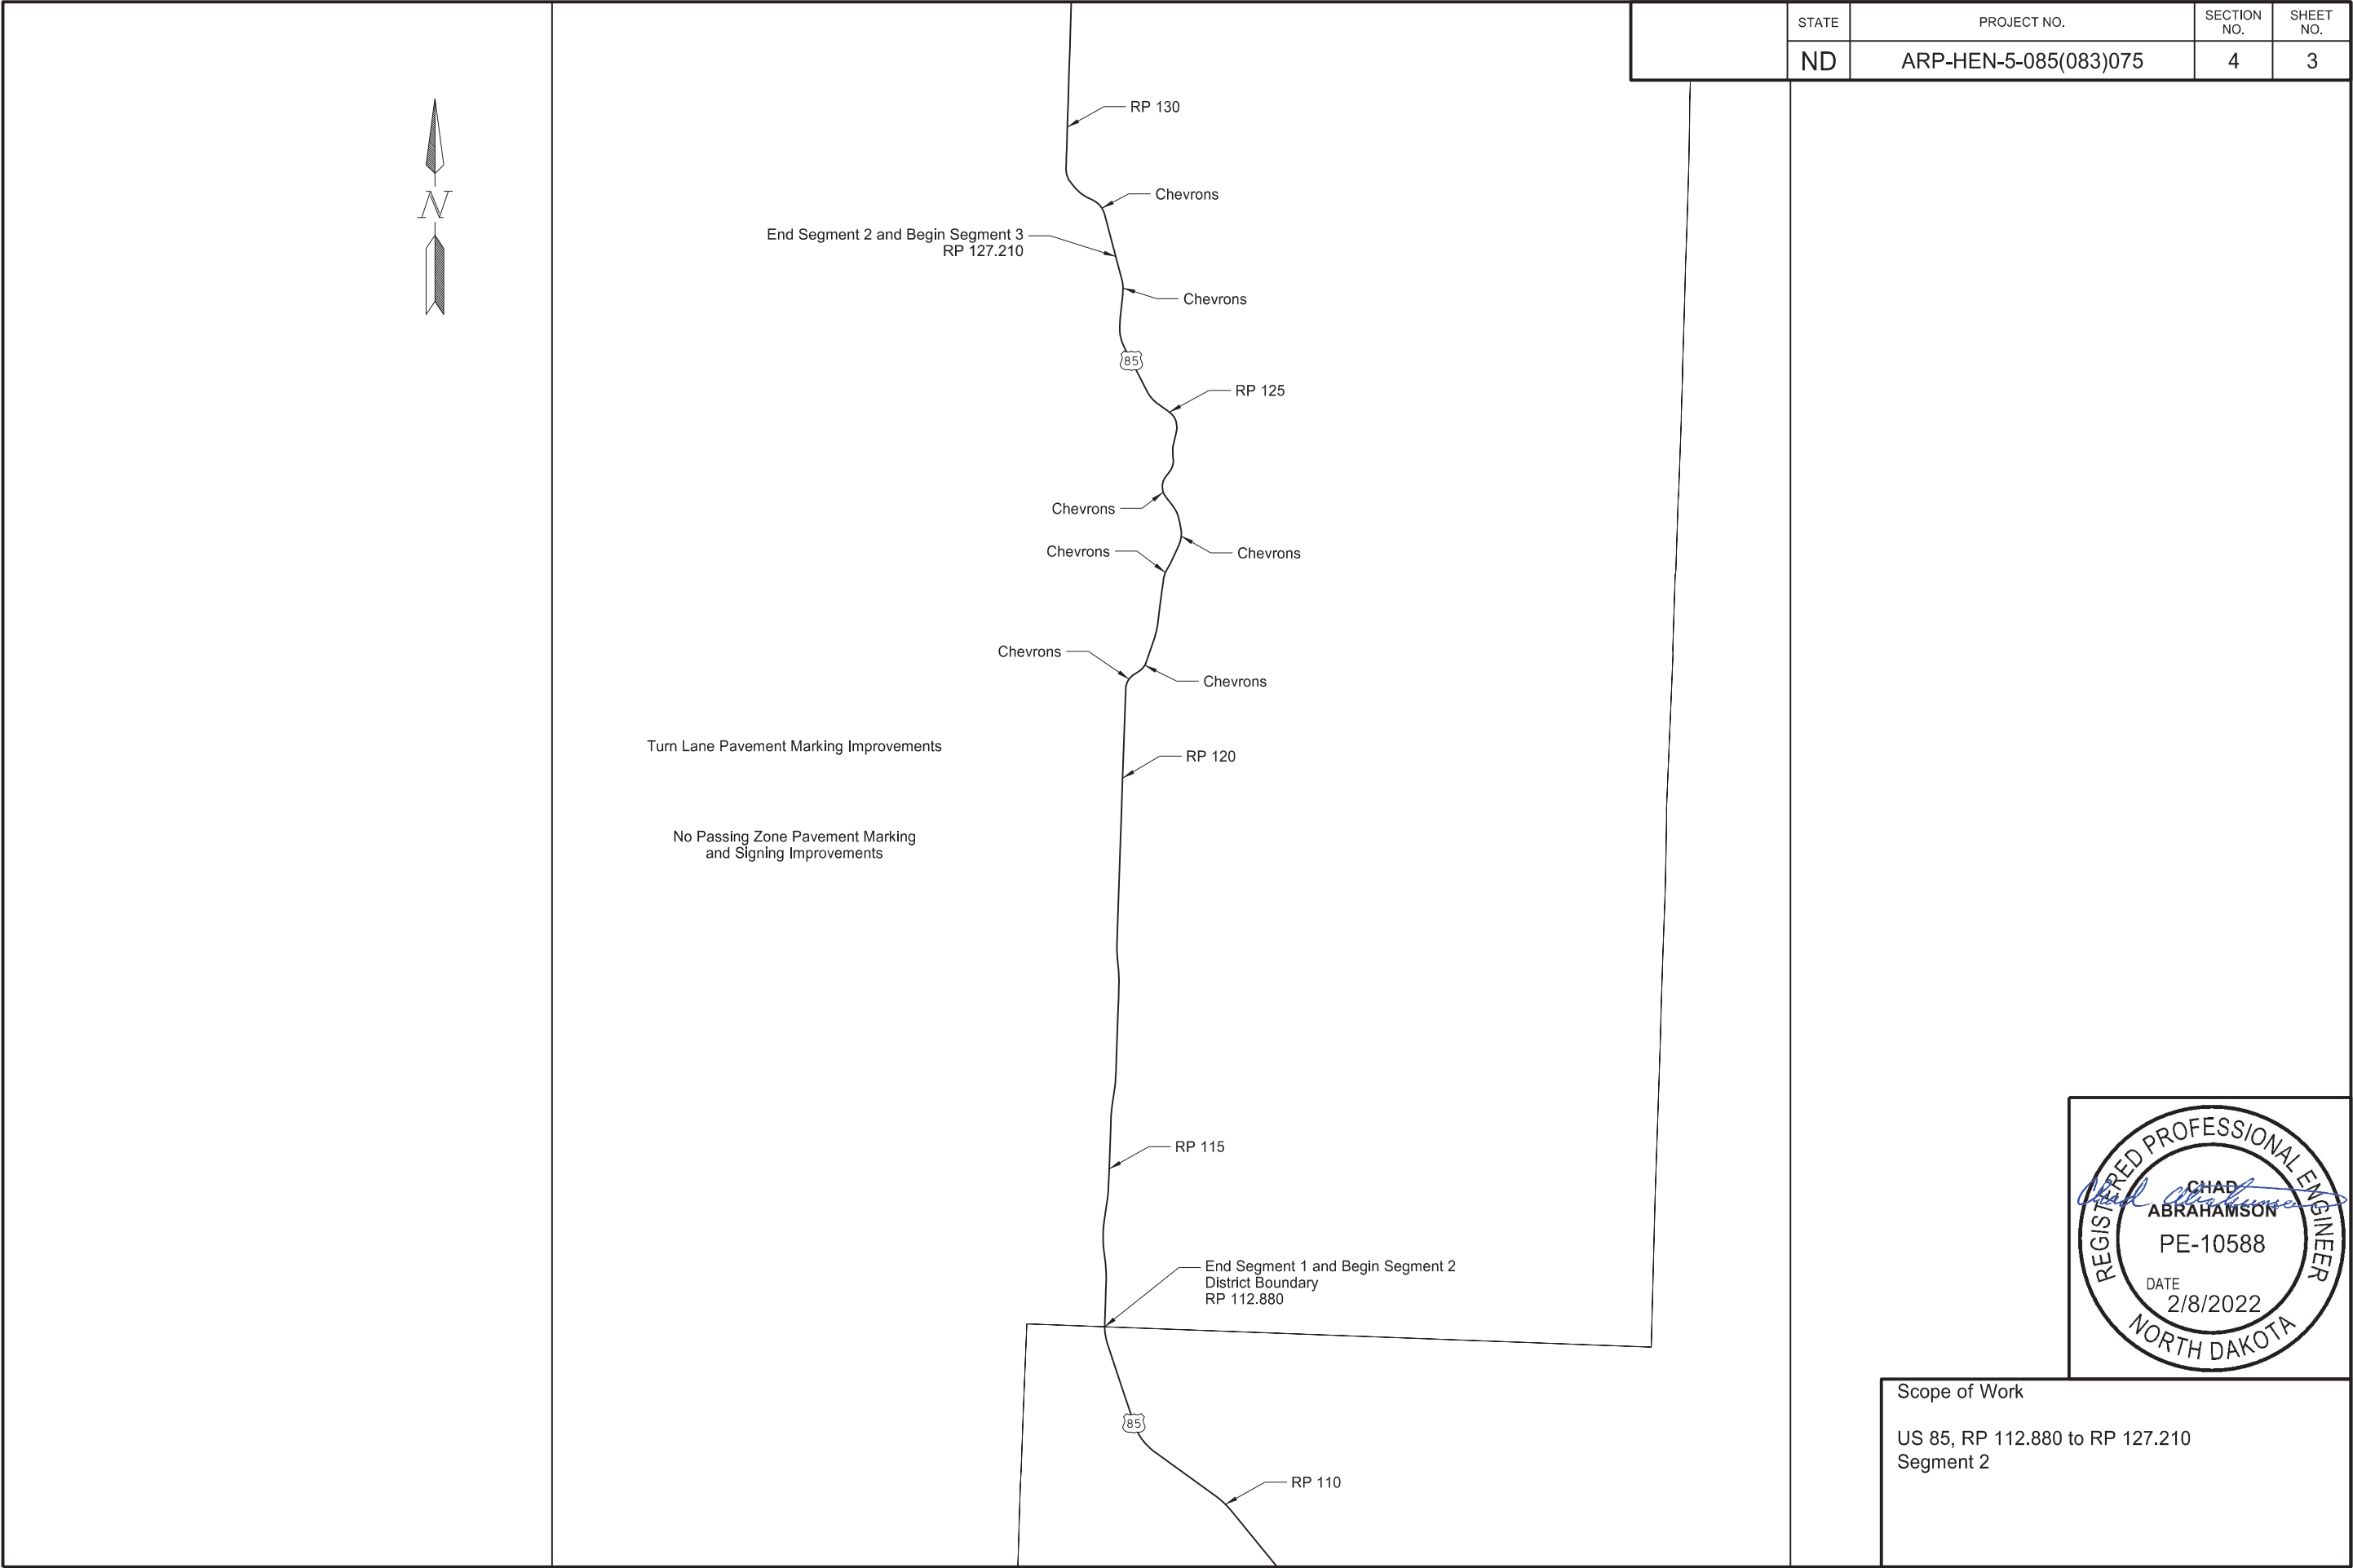 STATE
PROJECT NO.
SECTION
NO.
SHEET
NO.
ND
ARP-HEN-5-085(083)075
4
3
N
RP 130
Chevrons
End Segment 2 and Begin Segment 3
RP 127.210
Chevrons
85
RP 125
Chevrons
Chevrons
Chevrons
Chevrons
Chevrons
Turn Lane Pavement Marking Improvements
RP 120
No Passing Zone Pavement Marking
and Signing Improvements
RP 115
End Segment 1 and Begin Segment 2
District Boundary
RP 112.880
85
RP 110
REGISTERED PROFESSIONAL ENGINEER
Chad Abrahamson
CHAD
ABRAHAMSON
PE-10588
DATE
2/8/2022
NORTH DAKOTA
Scope of Work
US 85, RP 112.880 to RP 127.210
Segment 2